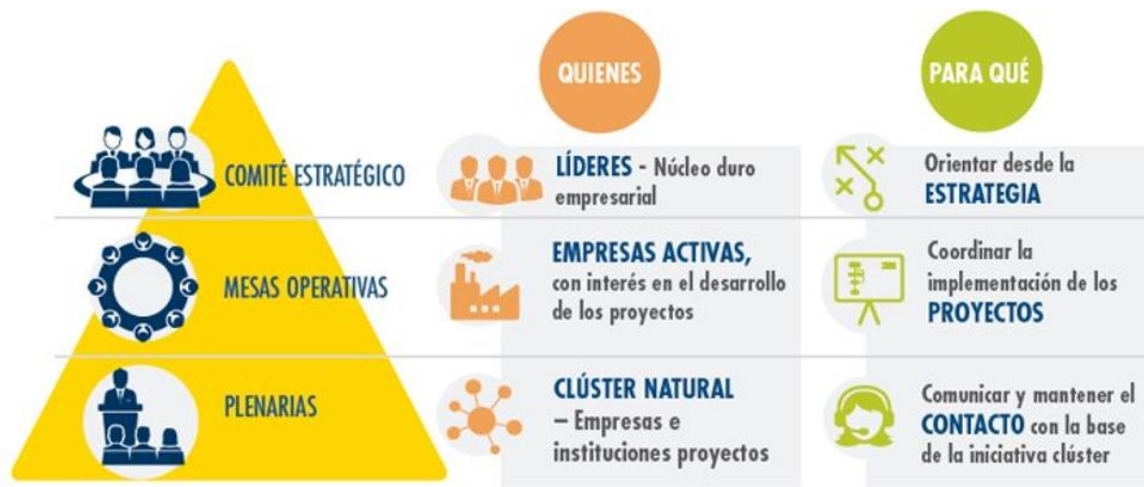 QUIENES
PARA QUÉ
COMITÉ ESTRATÉGICO
LÍDERES - Núcleo duro
empresarial
Orientar desde la
ESTRATEGIA
MESAS OPERATIVAS
EMPRESAS ACTIVAS,
con interés en el desarrollo
de los proyectos
Coordinar la
implementación de los
PROYECTOS
PLENARIAS
CLÚSTER NATURAL
– Empresas e
instituciones proyectos
Comunicar y mantener el
CONTACTO con la base
de la iniciativa clúster